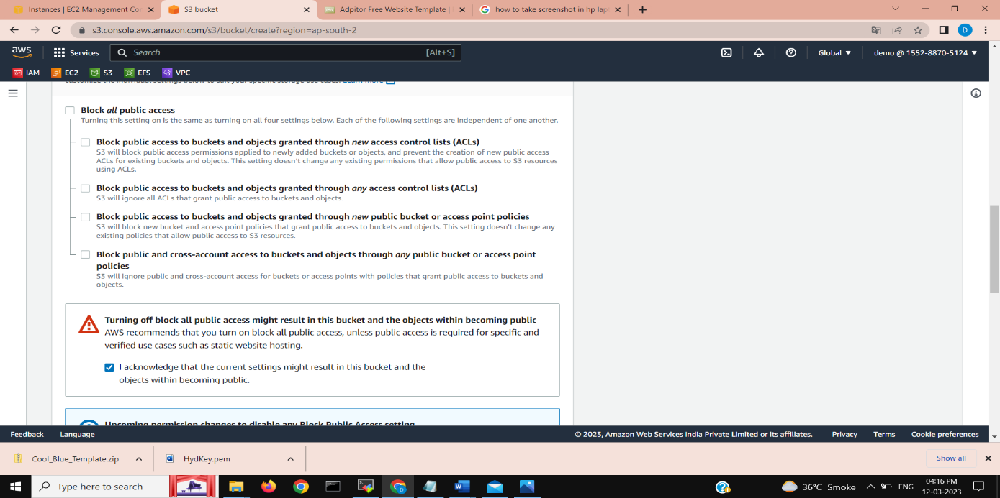 Instances | EC2 Management Con
S3 bucket
Adpitor Free Website Template |
how to take screenshot in hp lapt
s3.console.aws.amazon.com/s3/bucket/create?region=ap-south-2
D
aws
Services
Search
[Alt+S]
Global
demo @ 1552-8870-5124
IAM
EC2
S3
EFS
VPC
customize the individual settings below to suit your specific storage use cases. Learn more
Block all public access
Turning this setting on is the same as turning on all four settings below. Each of the following settings are independent of one another.
Block public access to buckets and objects granted through new access control lists (ACLs)
S3 will block public access permissions applied to newly added buckets or objects, and prevent the creation of new public access
ACLs for existing buckets and objects. This setting doesn't change any existing permissions that allow public access to S3 resources
using ACLs.
Block public access to buckets and objects granted through any access control lists (ACLs)
S3 will ignore all ACLs that grant public access to buckets and objects.
Block public access to buckets and objects granted through new public bucket or access point policies
S3 will block new bucket and access point policies that grant public access to buckets and objects. This setting doesn't change any
existing policies that allow public access to S3 resources.
Block public and cross-account access to buckets and objects through any public bucket or access point
policies
S3 will ignore public and cross-account access for buckets or access points with policies that grant public access to buckets and
objects.
Turning off block all public access might result in this bucket and the objects within becoming public
AWS recommends that you turn on block all public access, unless public access is required for specific and
verified use cases such as static website hosting.
I acknowledge that the current settings might result in this bucket and the
objects within becoming public.
Upcoming permission changes to disable any Block Public Access setting
Feedback
Language
© 2023, Amazon Web Services India Private Limited or its affiliates.
Privacy
Terms
Cookie preferences
Cool_Blue_Template.zip
HydKey.pem
Show all
Type here to search
36°C Smoke
ENG
04:16 PM
12-03-2023